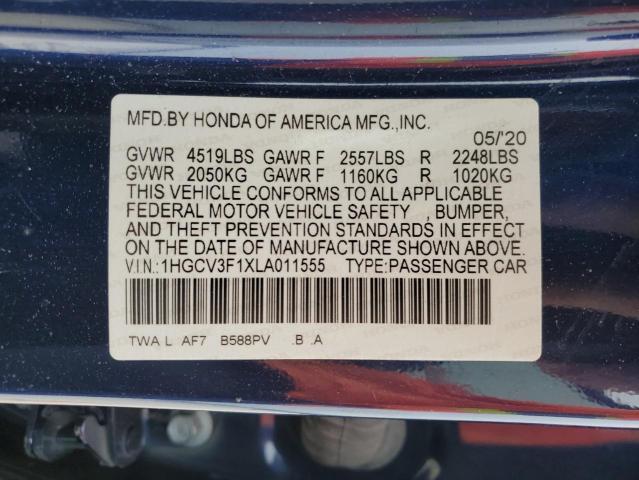 MFD.BY HONDA OF AMERICA MFG.,INC.
05/'20
GVWR 4519LBS GAWR F 2557LBS R 2248LBS
GVWR 2050KG GAWR F 1160KG R 1020KG
THIS VEHICLE CONFORMS TO ALL APPLICABLE
FEDERAL MOTOR VEHICLE SAFETY , BUMPER,
AND THEFT PREVENTION STANDARDS IN EFFECT
ON THE DATE OF MANUFACTURE SHOWN ABOVE.
V.I.N.:1HGCV3F1XLA011555 TYPE:PASSENGER CAR
TWA L AF7 B588PV .B .A